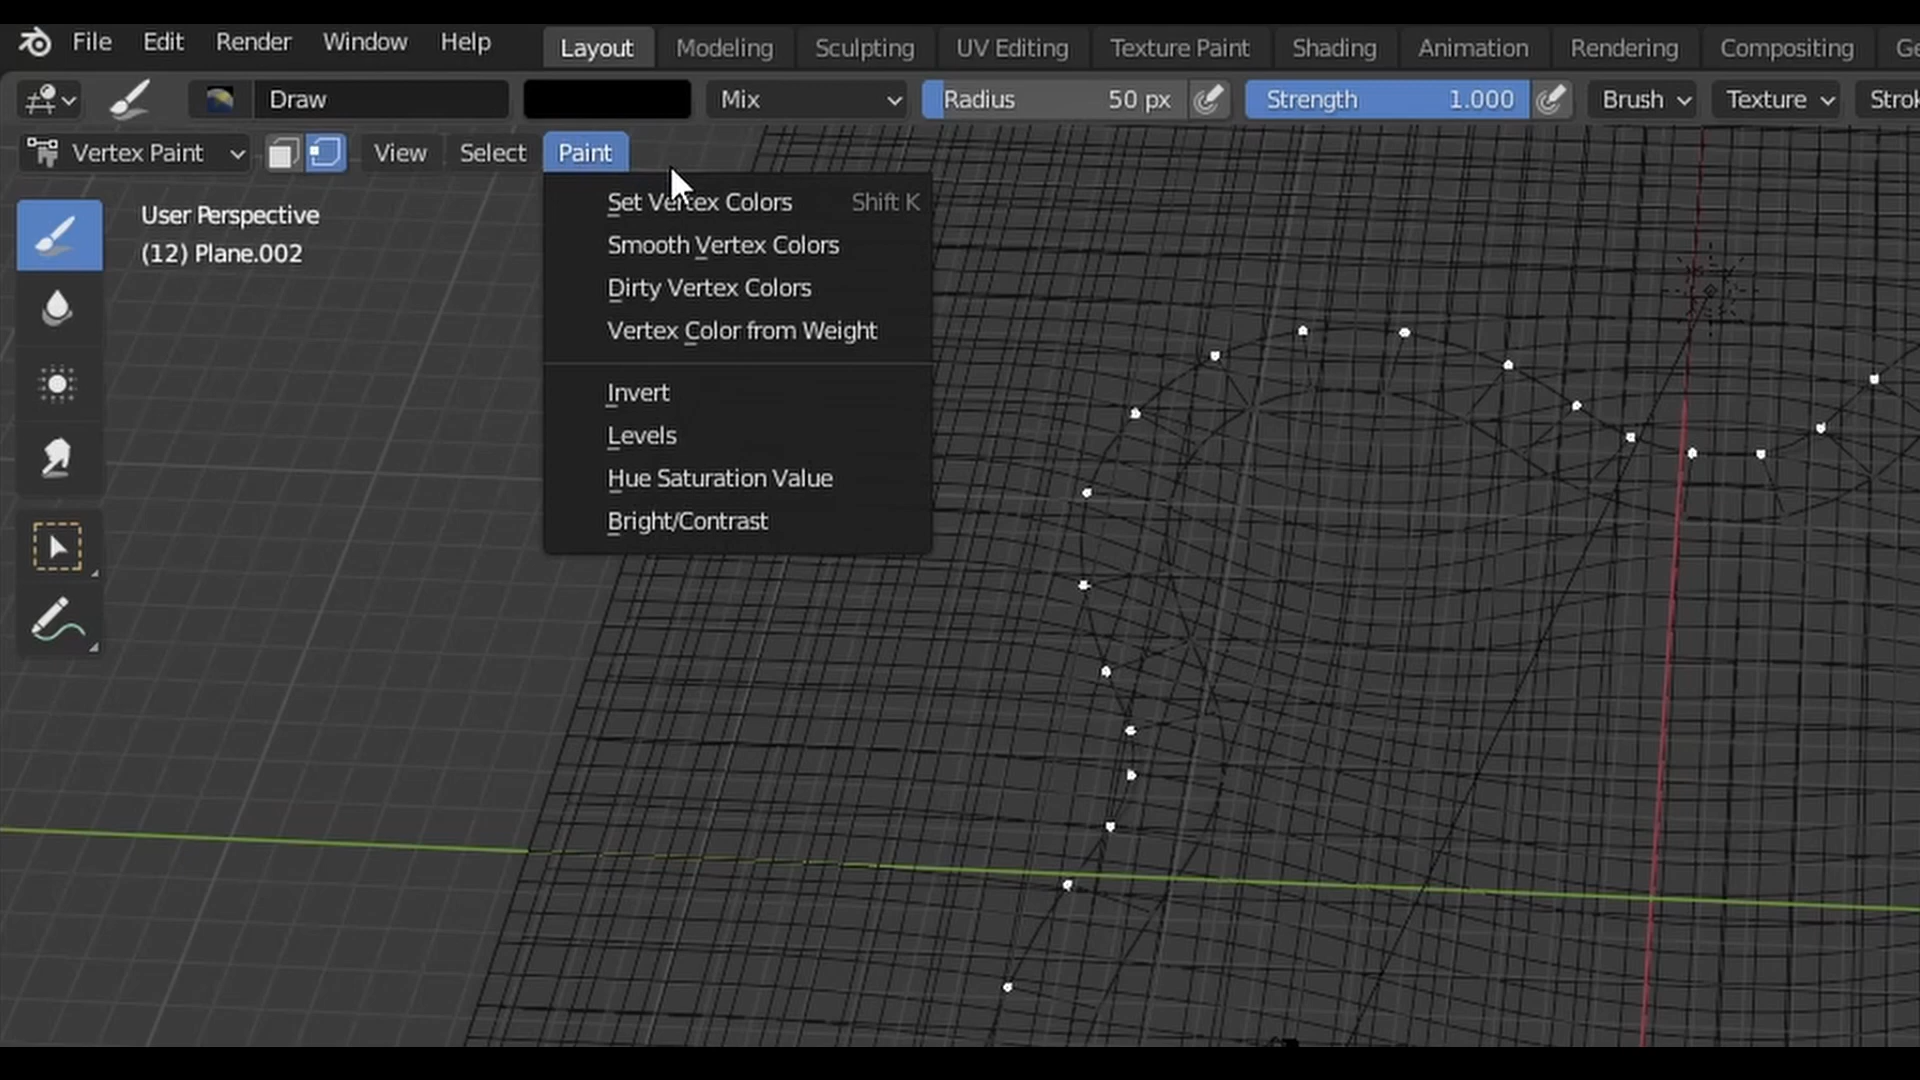 File Edit Render Window Help Layout Modeling Sculpting UV Editing Texture Paint Shading Animation Rendering Compositing Ge
Draw Mix Radius 50 px Strength 1.000 Brush Texture Strok
Vertex Paint View Select Paint
Set Vertex Colors Shift K
Smooth Vertex Colors
Dirty Vertex Colors
Vertex Color from Weight
Invert
Levels
Hue Saturation Value
Bright/Contrast
User Perspective
(12) Plane.002